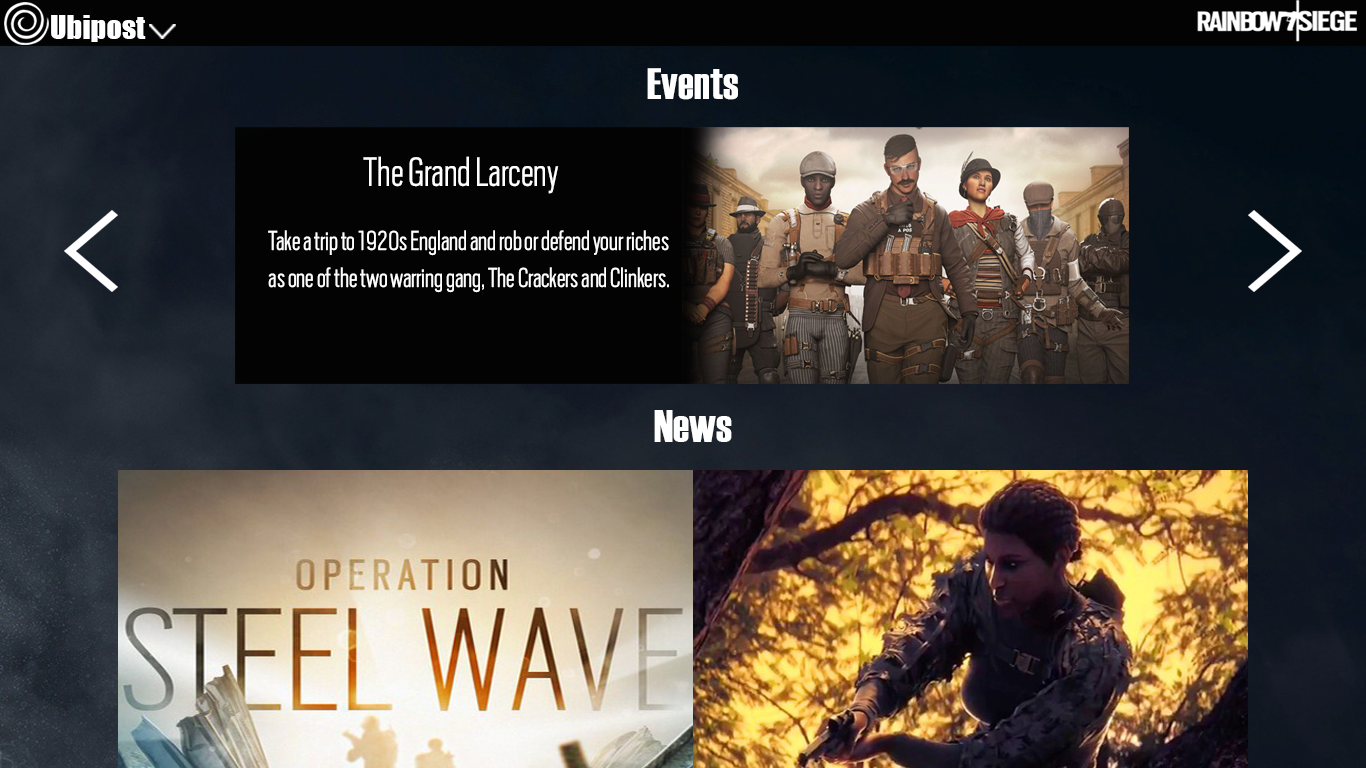 Ubipost
RAINBOW SIEGE
Events
The Grand Larceny
Take a trip to 1920s England and rob or defend your riches
as one of the two warring gang, The Crackers and Clinkers.
News
OPERATION
STEEL WAVE